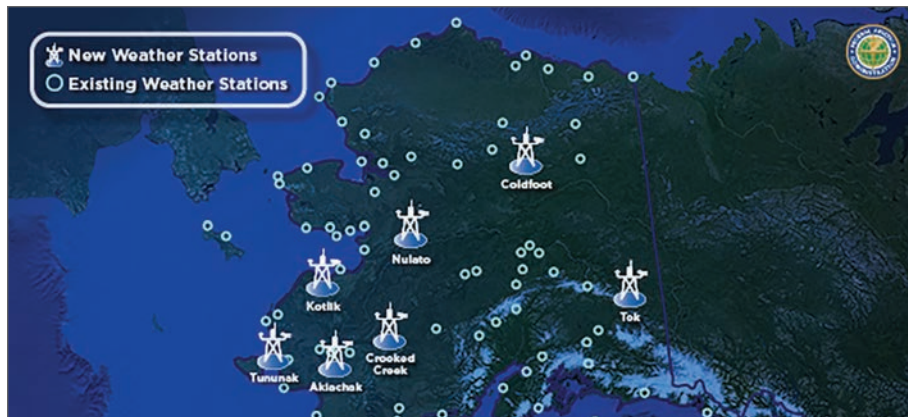 New Weather Stations
Existing Weather Stations
Coldfoot
Nulato
Kotlik
Tok
Crooked
Creek
Tununak
Akiachak